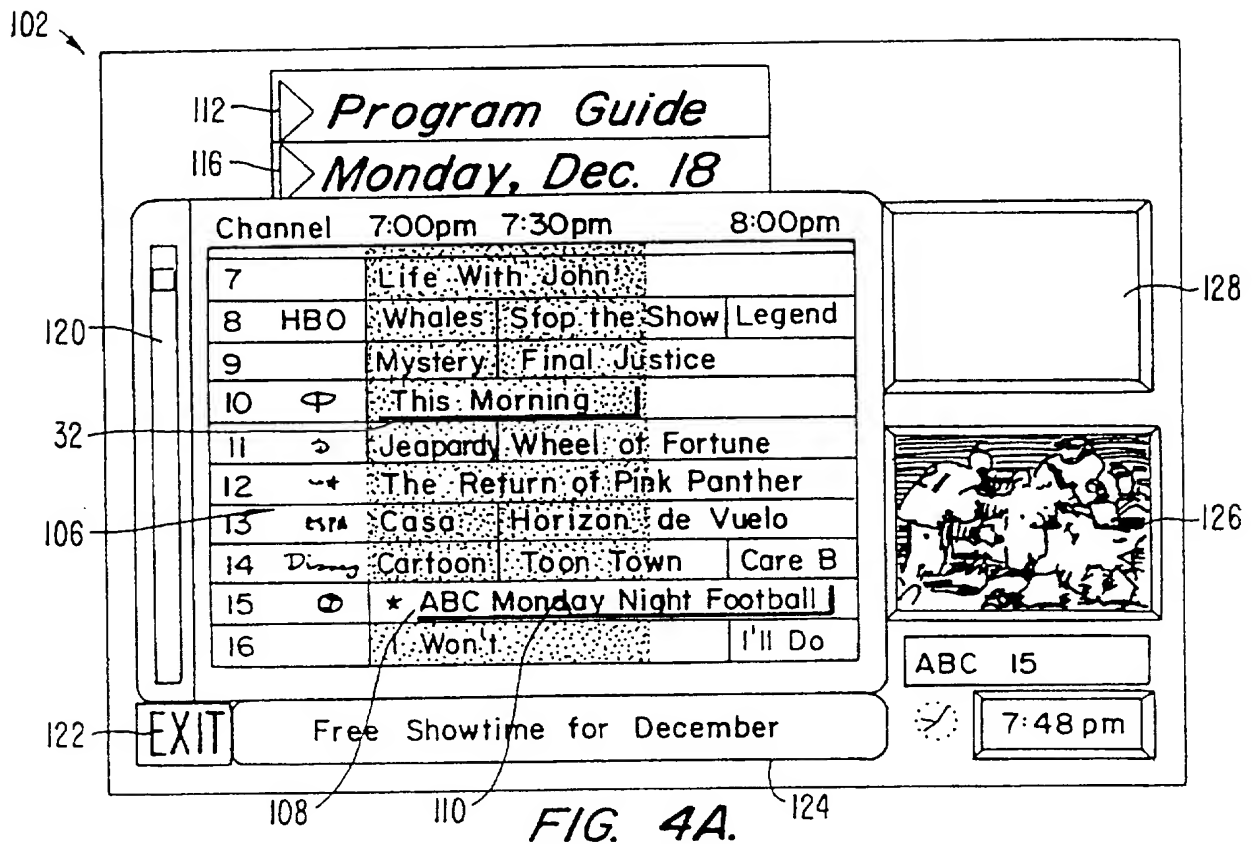 102
112 Program Guide
116 Monday, Dec. 18
Channel 7:00pm 7:30pm 8:00pm
7 Life With John
8 HBO Whales Stop the Show Legend
128
120
9 Mystery Final Justice
10 This Morning
32
11 Jeapardy Wheel of Fortune
12 The Return of Pink Panther
13 ESPA Casa Horizon de Vuelo
106
126
14 Disney Cartoon Toon Town Care B
15 ★ ABC Monday Night Football
16 I Won't I'll Do
ABC 15
122 EXIT Free Showtime for December
7:48pm
108 110 124
FIG. 4A.